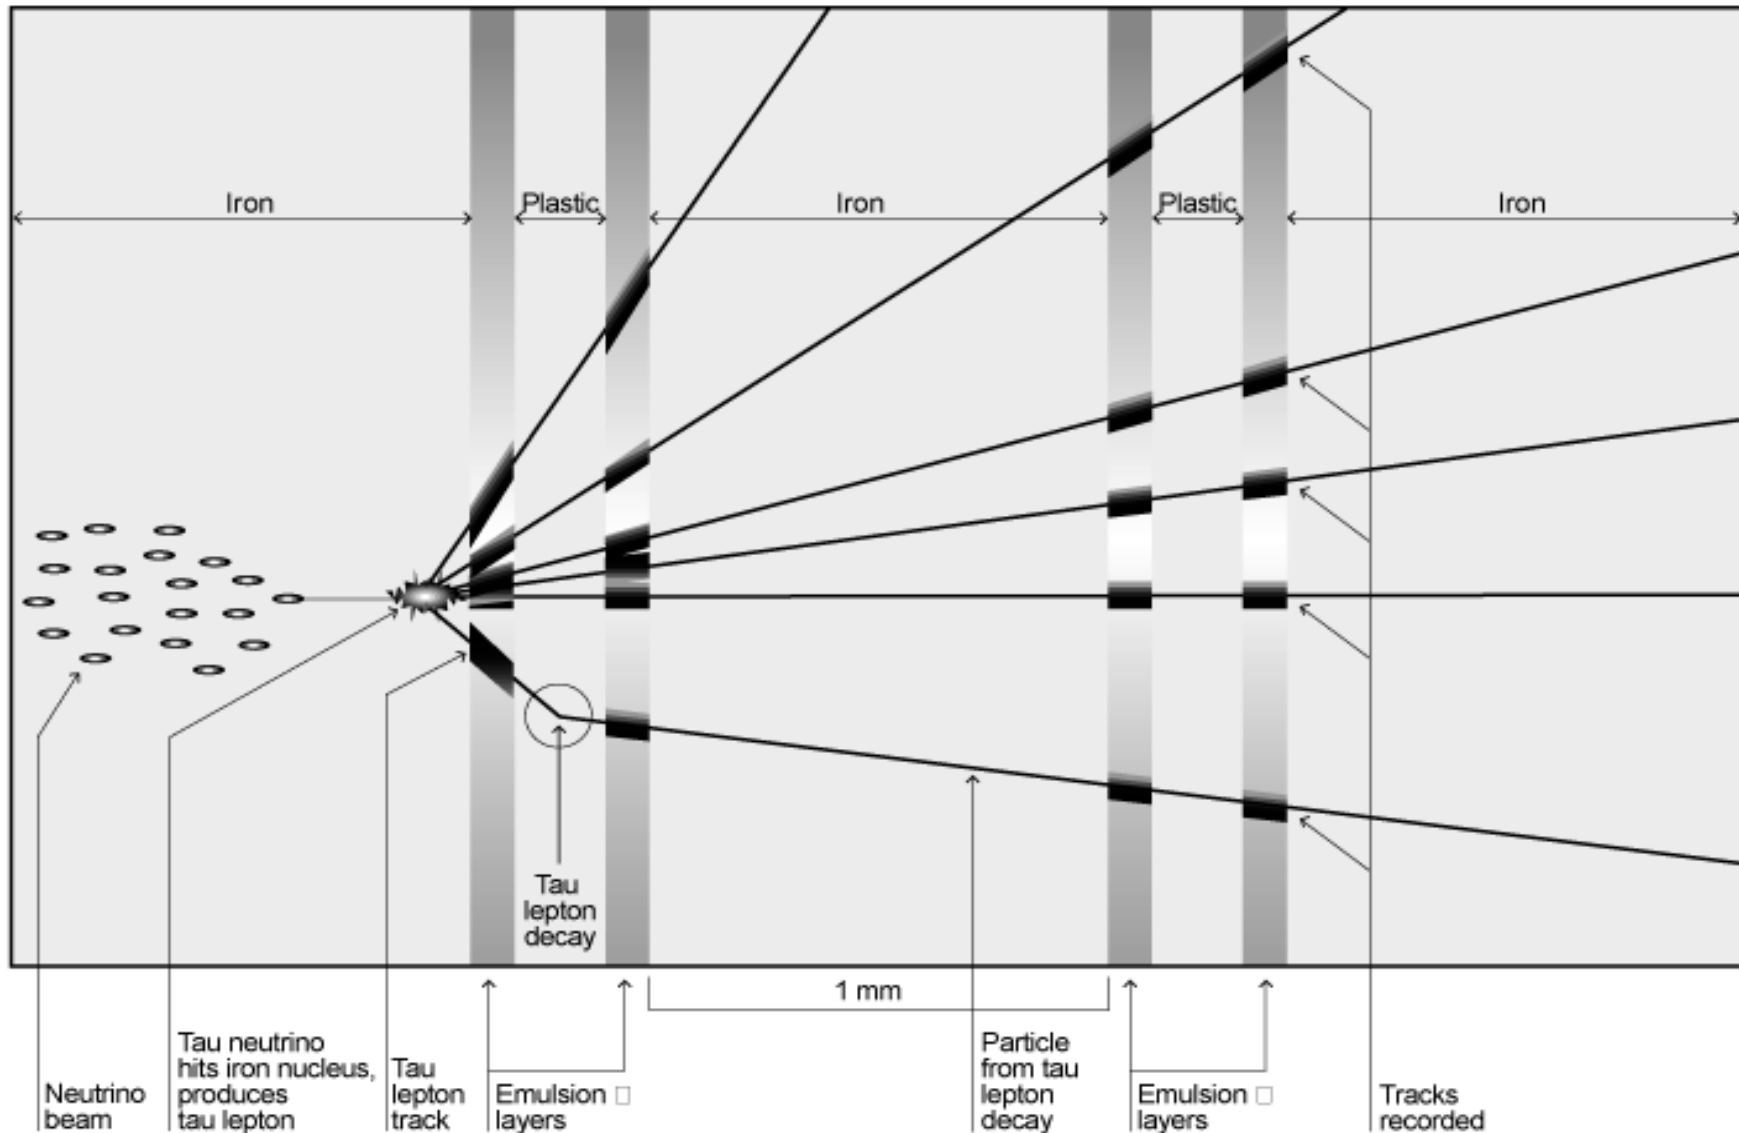 Iron
Plastic
Iron
Plastic
Iron
Tau
lepton
decay
1 mm
Neutrino
beam
Tau neutrino
hits iron nucleus,
produces
tau lepton
Tau
lepton
track
Emulsion
layers
Particle
from tau
lepton
decay
Emulsion
layers
Tracks
recorded